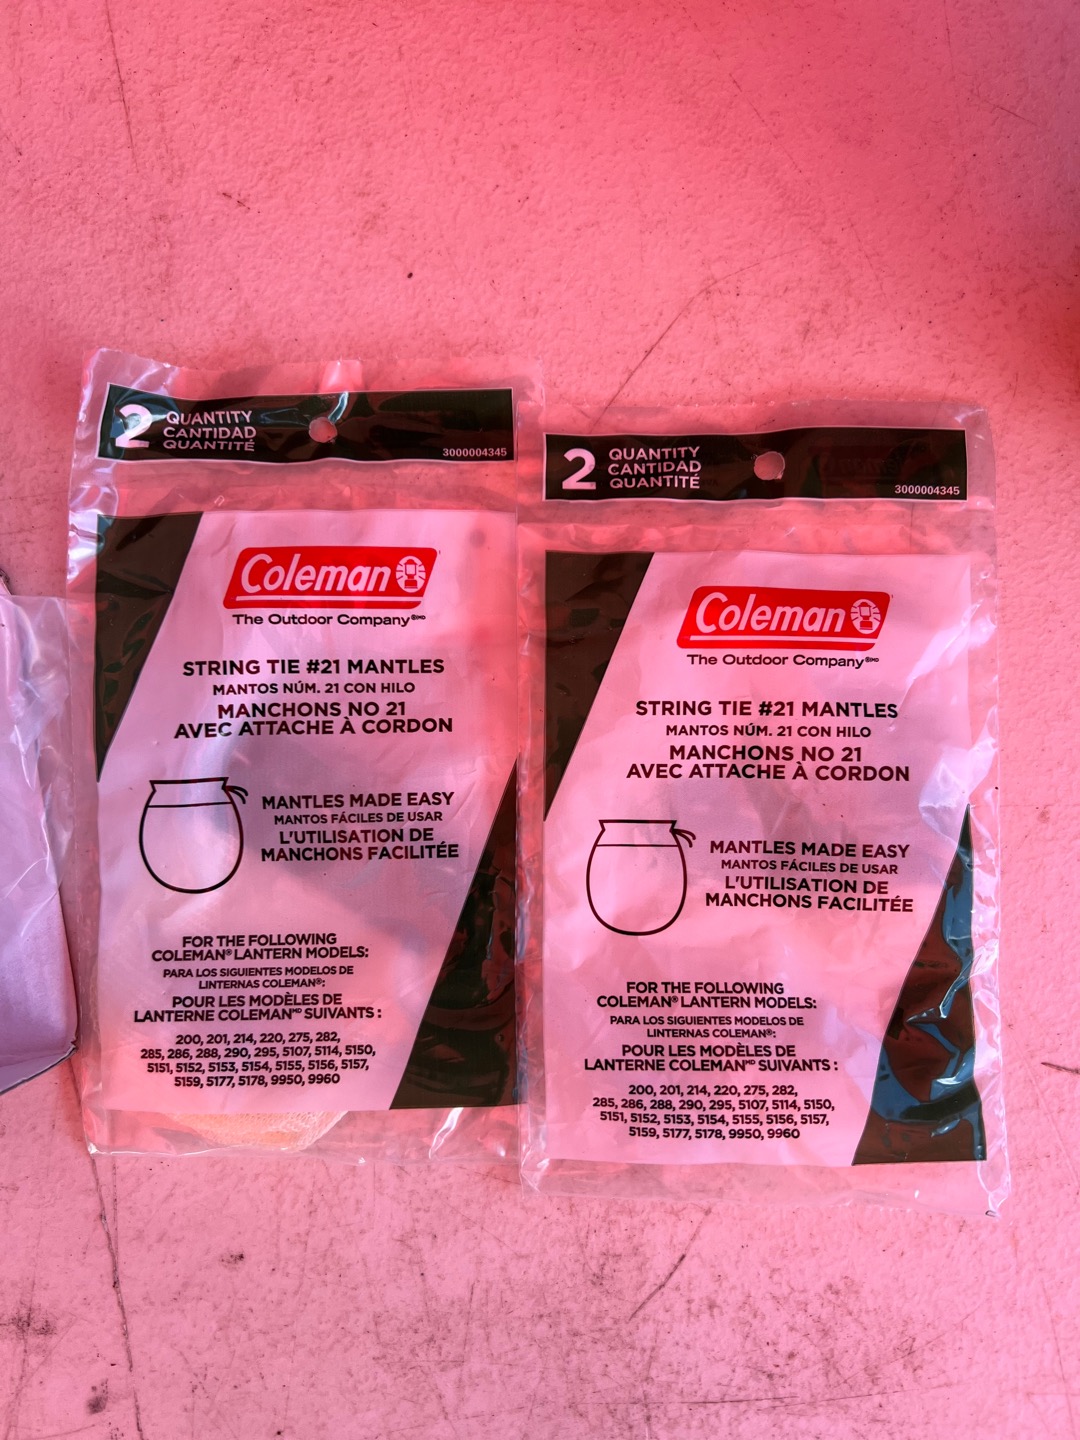 2 QUANTITY
CANTIDAD
QUANTITÉ
3000004345
Coleman
The Outdoor Company®MD
STRING TIE #21 MANTLES
MANTOS NÚM. 21 CON HILO
MANCHONS NO 21
AVEC ATTACHE À CORDON
MANTLES MADE EASY
MANTOS FÁCILES DE USAR
L'UTILISATION DE
MANCHONS FACILITÉE
FOR THE FOLLOWING
COLEMAN® LANTERN MODELS:
PARA LOS SIGUIENTES MODELOS DE
LINTERNAS COLEMAN®:
POUR LES MODÈLES DE
LANTERNE COLEMANMD SUIVANTS :
200, 201, 214, 220, 275, 282,
285, 286, 288, 290, 295, 5107, 5114, 5150,
5151, 5152, 5153, 5154, 5155, 5156, 5157,
5159, 5177, 5178, 9950, 9960
2 QUANTITY
CANTIDAD
QUANTITÉ
3000004345
Coleman
The Outdoor Company®MD
STRING TIE #21 MANTLES
MANTOS NÚM. 21 CON HILO
MANCHONS NO 21
AVEC ATTACHE À CORDON
MANTLES MADE EASY
MANTOS FÁCILES DE USAR
L'UTILISATION DE
MANCHONS FACILITÉE
FOR THE FOLLOWING
COLEMAN® LANTERN MODELS:
PARA LOS SIGUIENTES MODELOS DE
LINTERNAS COLEMAN®:
POUR LES MODÈLES DE
LANTERNE COLEMANMD SUIVANTS :
200, 201, 214, 220, 275, 282,
285, 286, 288, 290, 295, 5107, 5114, 5150,
5151, 5152, 5153, 5154, 5155, 5156, 5157,
5159, 5177, 5178, 9950, 9960